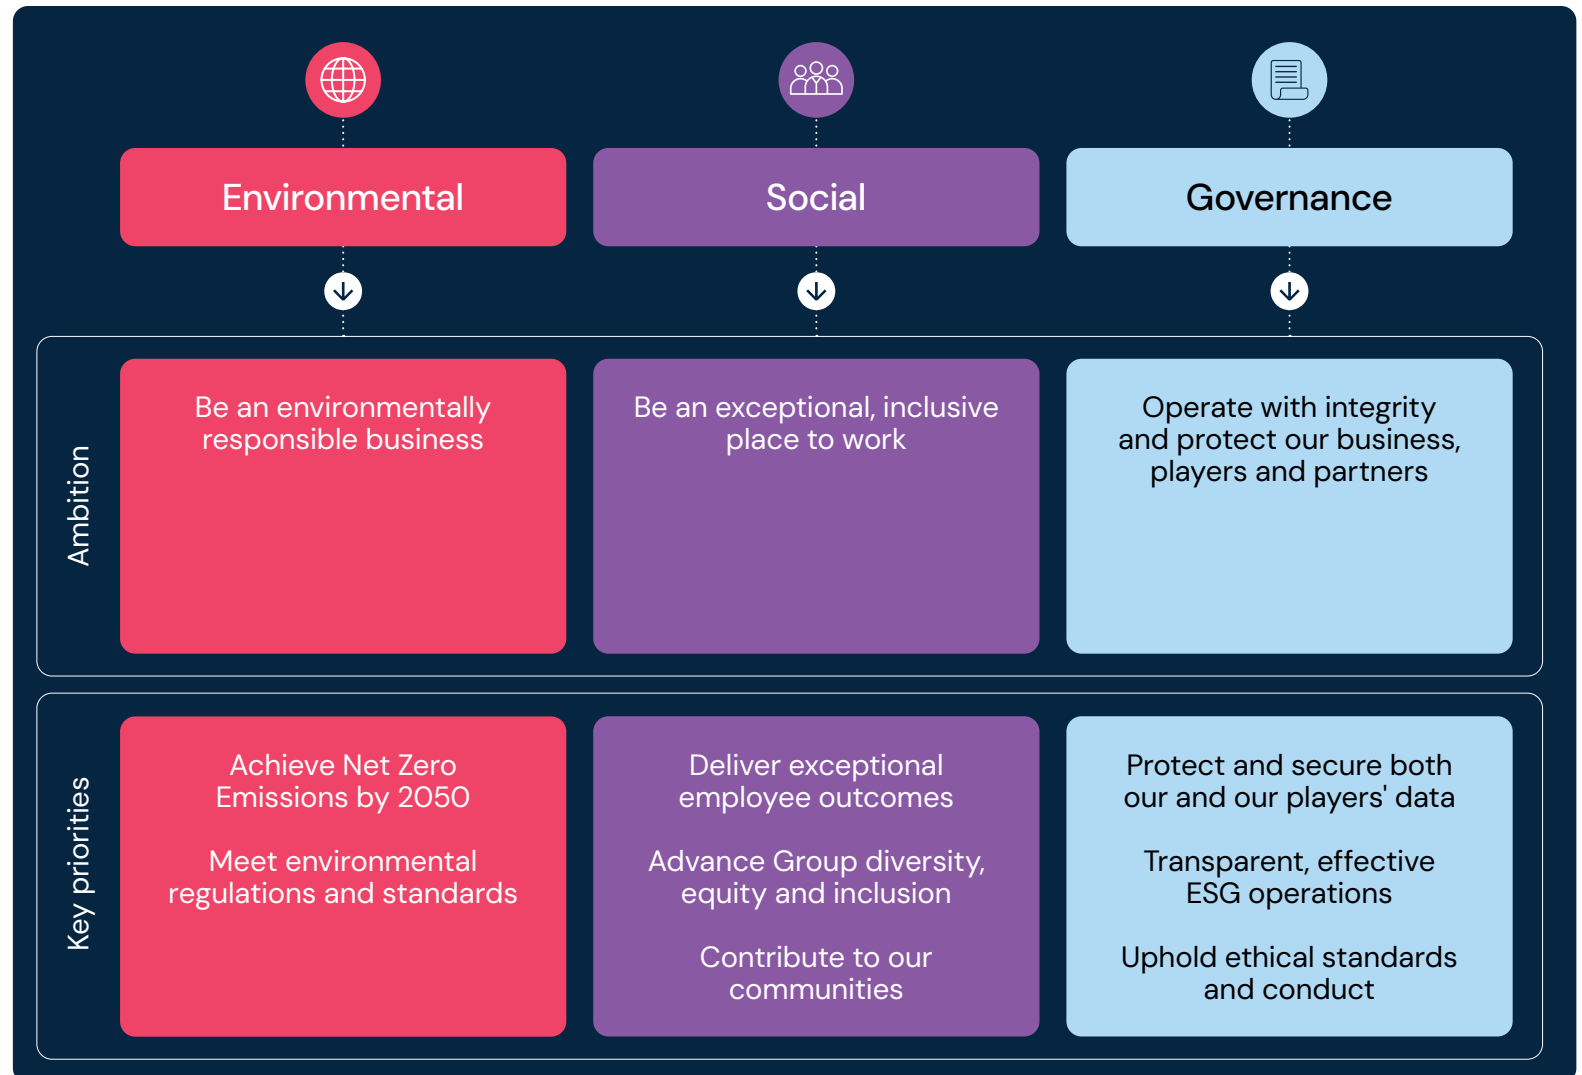 Environmental
Social
Governance
Ambition
Be an environmentally
responsible business
Be an exceptional, inclusive
place to work
Operate with integrity
and protect our business,
players and partners
Key priorities
Achieve Net Zero
Emissions by 2050
Meet environmental
regulations and standards
Deliver exceptional
employee outcomes
Advance Group diversity,
equity and inclusion
Contribute to our
communities
Protect and secure both
our and our players' data
Transparent, effective
ESG operations
Uphold ethical standards
and conduct